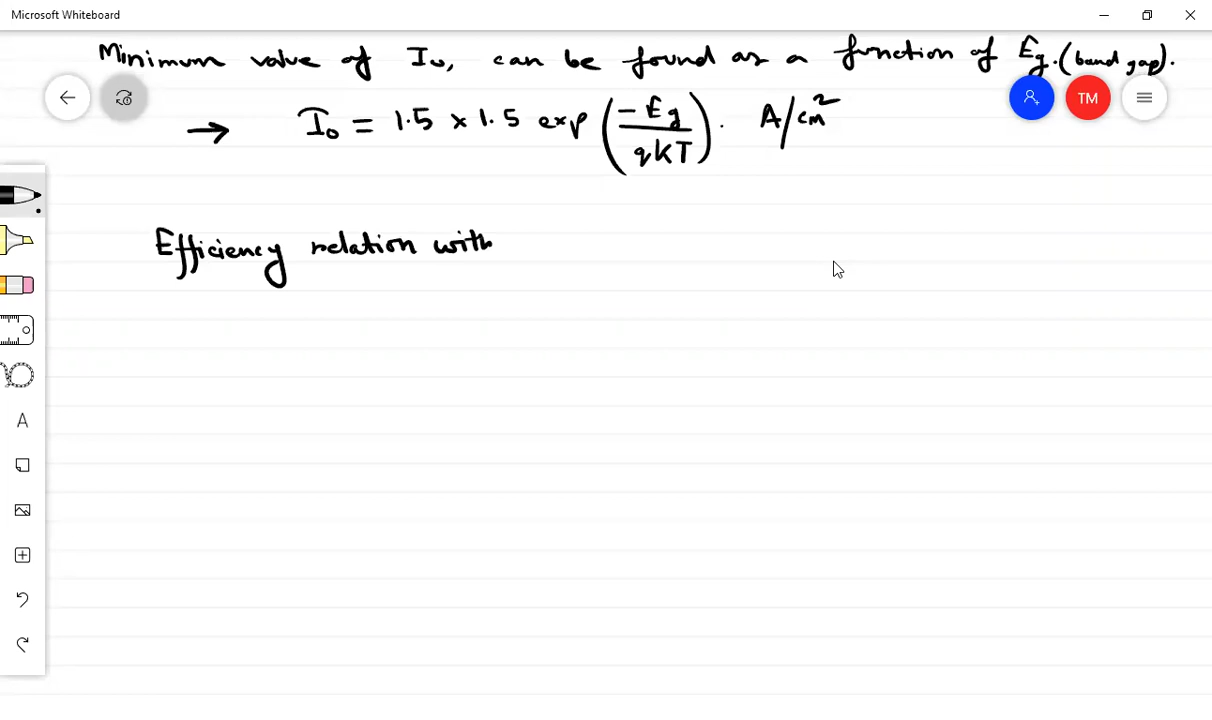 Microsoft Whiteboard
Minimum value of I₀, can be found as a function of Eg. (band gap).
TM
→ I₀ = 1.5 x 1.5 exp (-Eg/qKT). A/cm²
Efficiency relation with
A